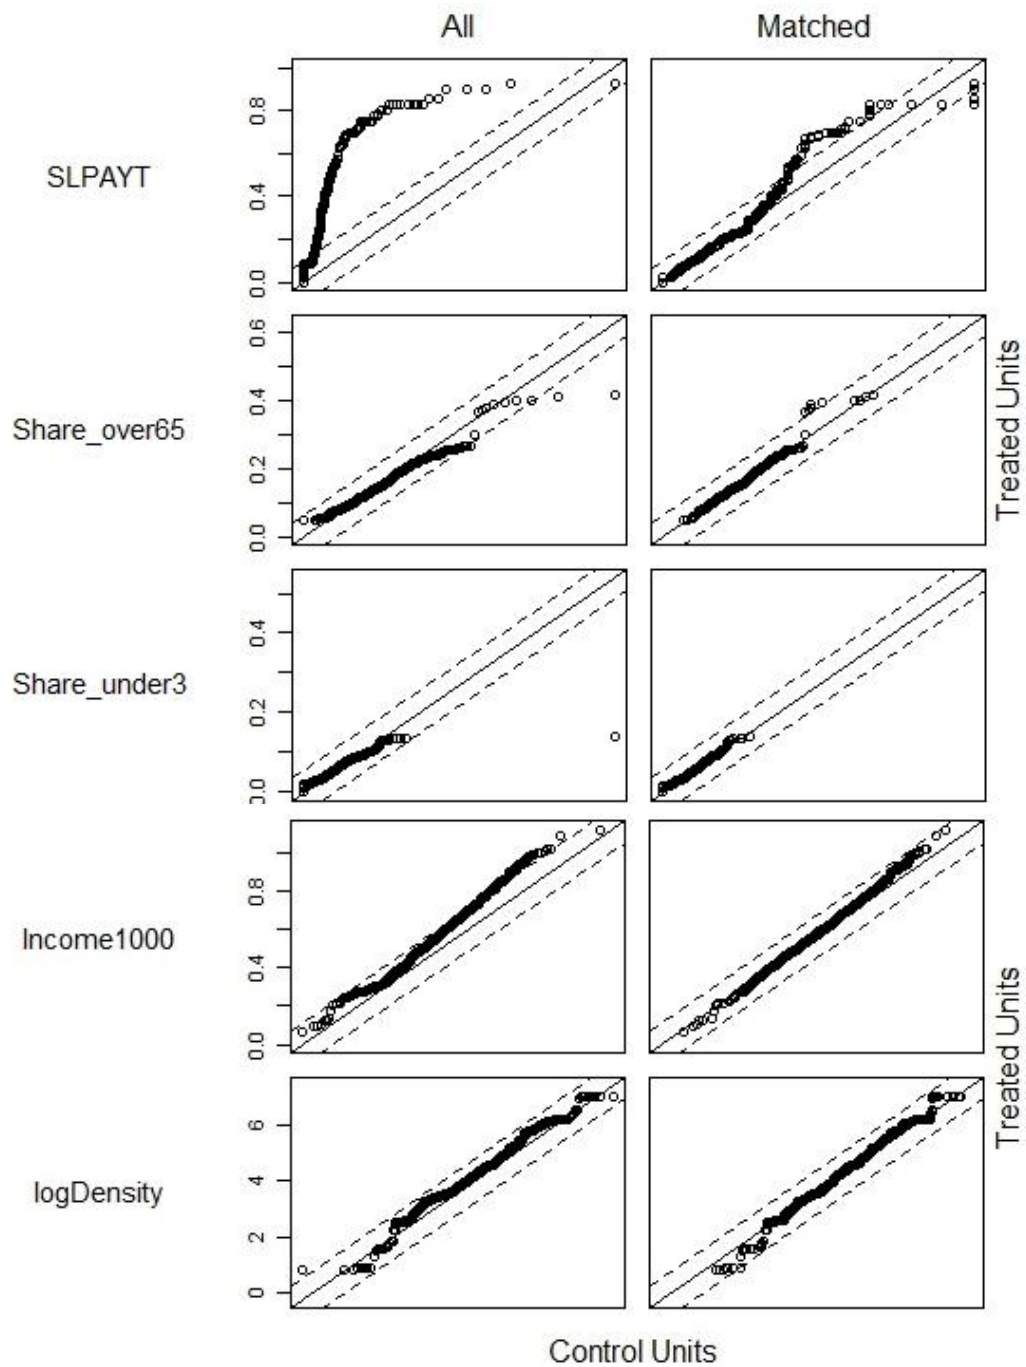 All Matched
SLPAYT
0.0 0.4 0.8
Share_over65
0.0 0.2 0.4 0.6
Treated Units
Share_under3
0.0 0.2 0.4
Income1000
0.0 0.4 0.8
Treated Units
logDensity
0 2 4 6
Control Units